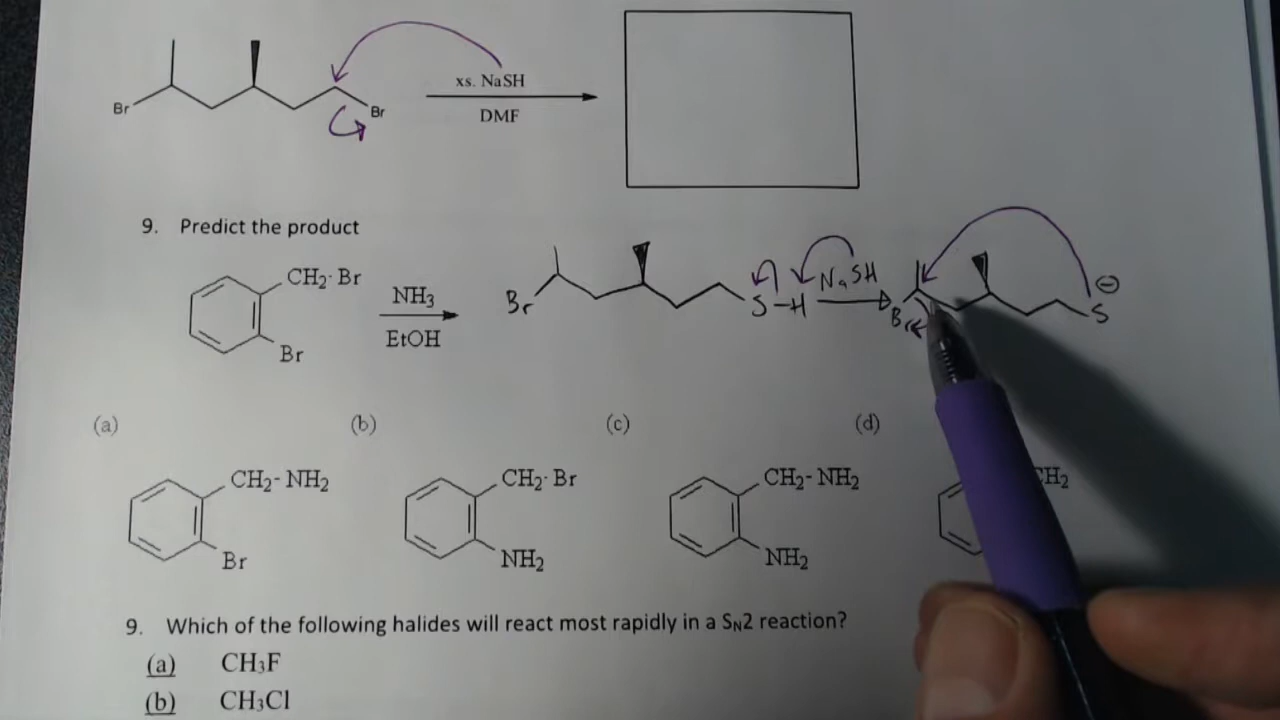 Br Br xs. NaSH
DMF
9. Predict the product
CH2·Br
Br
NH3
EtOH
Br S-H NaSH Br S ⊖
(a) (b) (c) (d)
CH2-NH2 CH2·Br CH2-NH2
Br NH2 NH2
9. Which of the following halides will react most rapidly in a SN2 reaction?
(a) CH3F
(b) CH3Cl